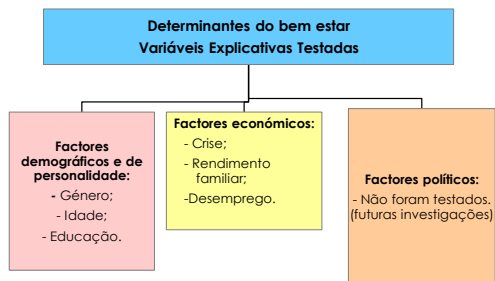 Determinantes do bem estar
Variáveis Explicativas Testadas
Factores
demográficos e de
personalidade:
- Género;
- Idade;
- Educação.
Factores económicos:
- Crise;
- Rendimento
familiar;
-Desemprego.
Factores políticos:
- Não foram testados.
(futuras investigações)